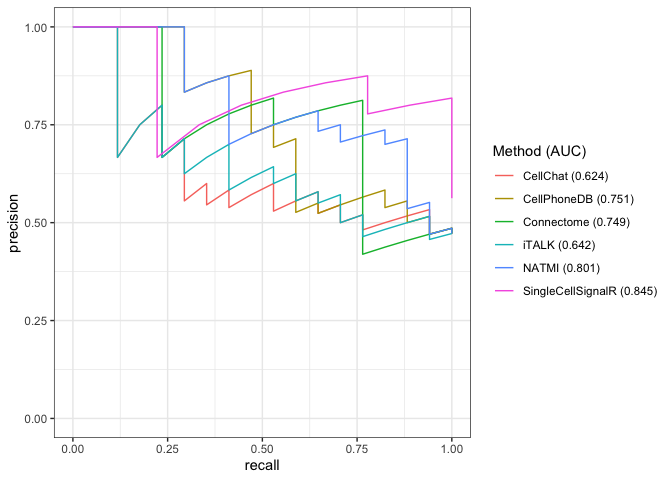 1.00
0.75
0.50
0.25
0.00
precision
0.00 0.25 0.50 0.75 1.00
recall
Method (AUC)
CellChat (0.624)
CellPhoneDB (0.751)
Connectome (0.749)
iTALK (0.642)
NATMI (0.801)
SingleCellSignalR (0.845)